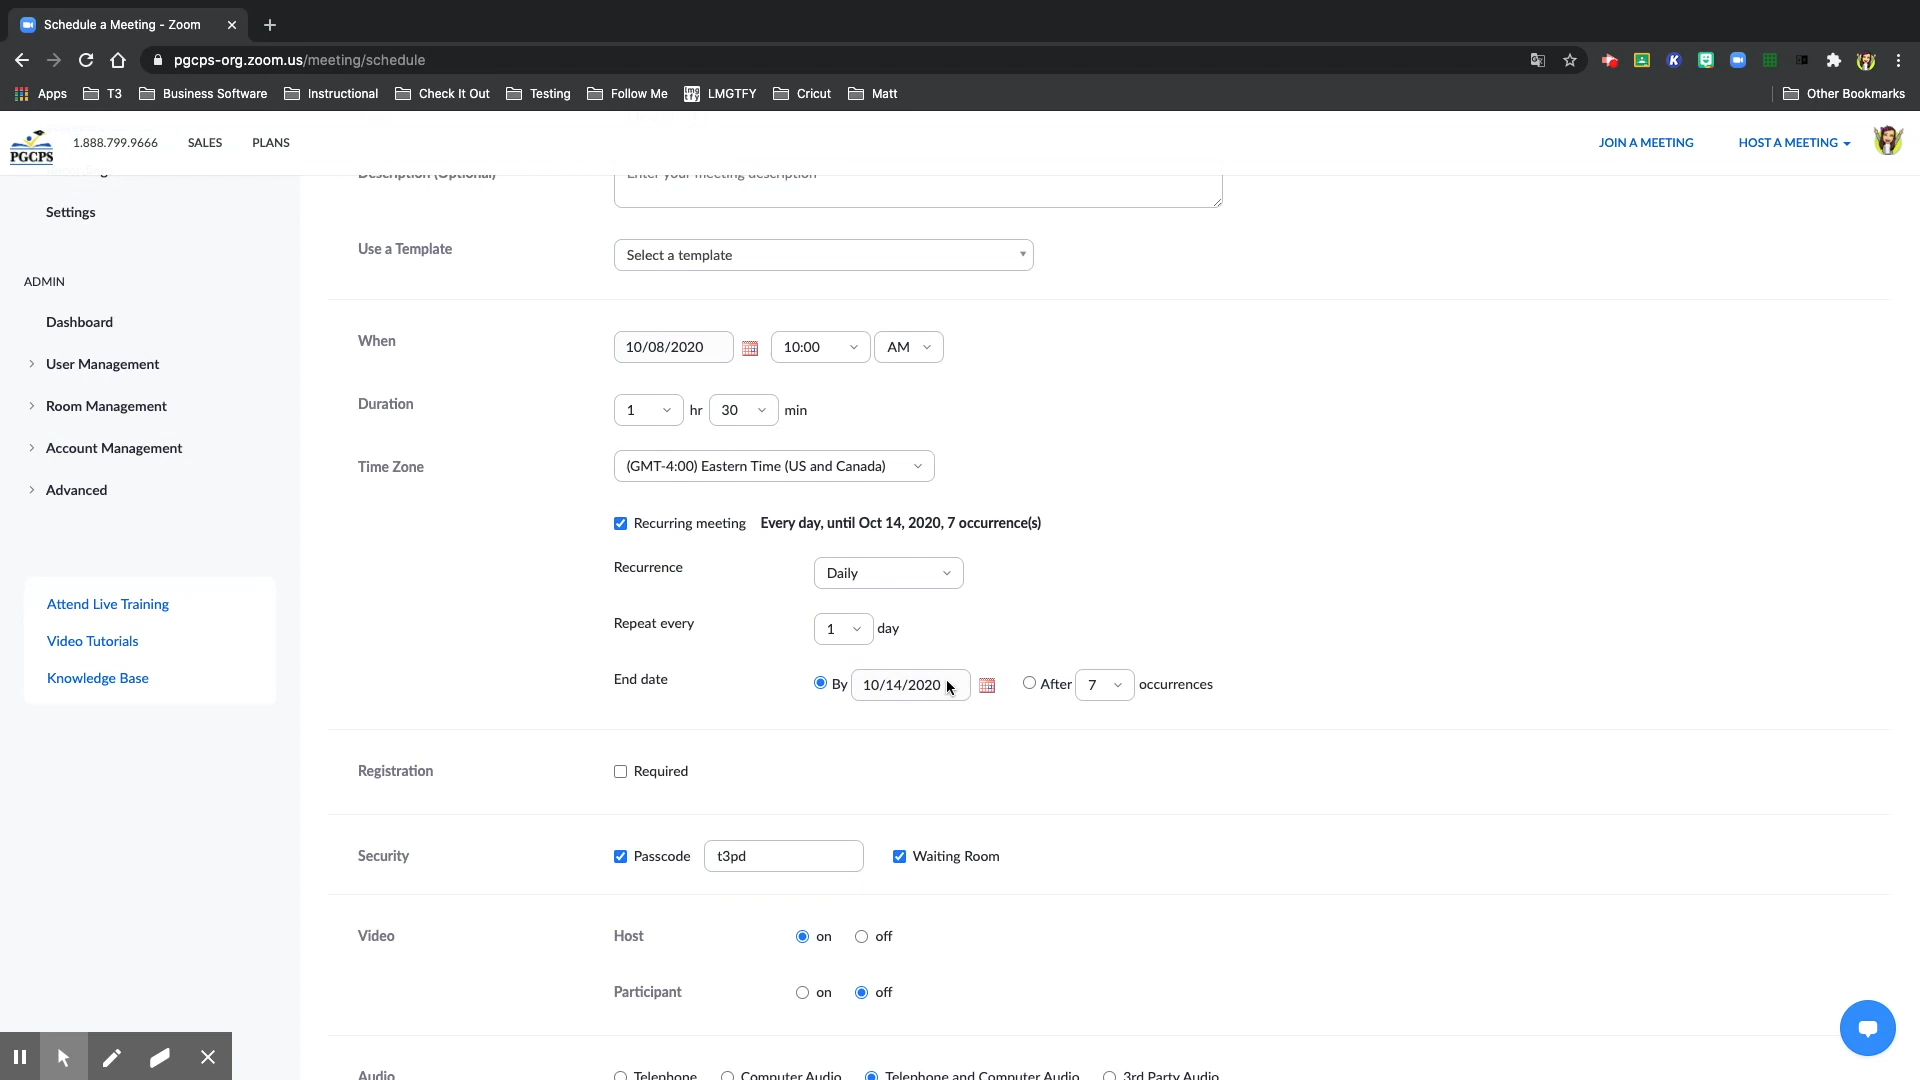 Schedule a Meeting - Zoom
pgcps-org.zoom.us/meeting/schedule
Apps T3 Business Software Instructional Check It Out Testing Follow Me LMGTFY Cricut Matt Other Bookmarks
PGCPS 1.888.799.9666 SALES PLANS JOIN A MEETING HOST A MEETING
Description (Optional) Enter your meeting description
Settings
Use a Template Select a template
ADMIN
Dashboard
When 10/08/2020 10:00 AM
User Management
Duration 1 hr 30 min
Room Management
Account Management
Time Zone (GMT-4:00) Eastern Time (US and Canada)
Advanced
Recurring meeting Every day, until Oct 14, 2020, 7 occurrence(s)
Recurrence Daily
Attend Live Training
Repeat every 1 day
Video Tutorials
Knowledge Base
End date By 10/14/2020 After 7 occurrences
Registration Required
Security Passcode t3pd Waiting Room
Video Host on off
Participant on off
Audio Telephone Computer Audio Telephone and Computer Audio 3rd Party Audio